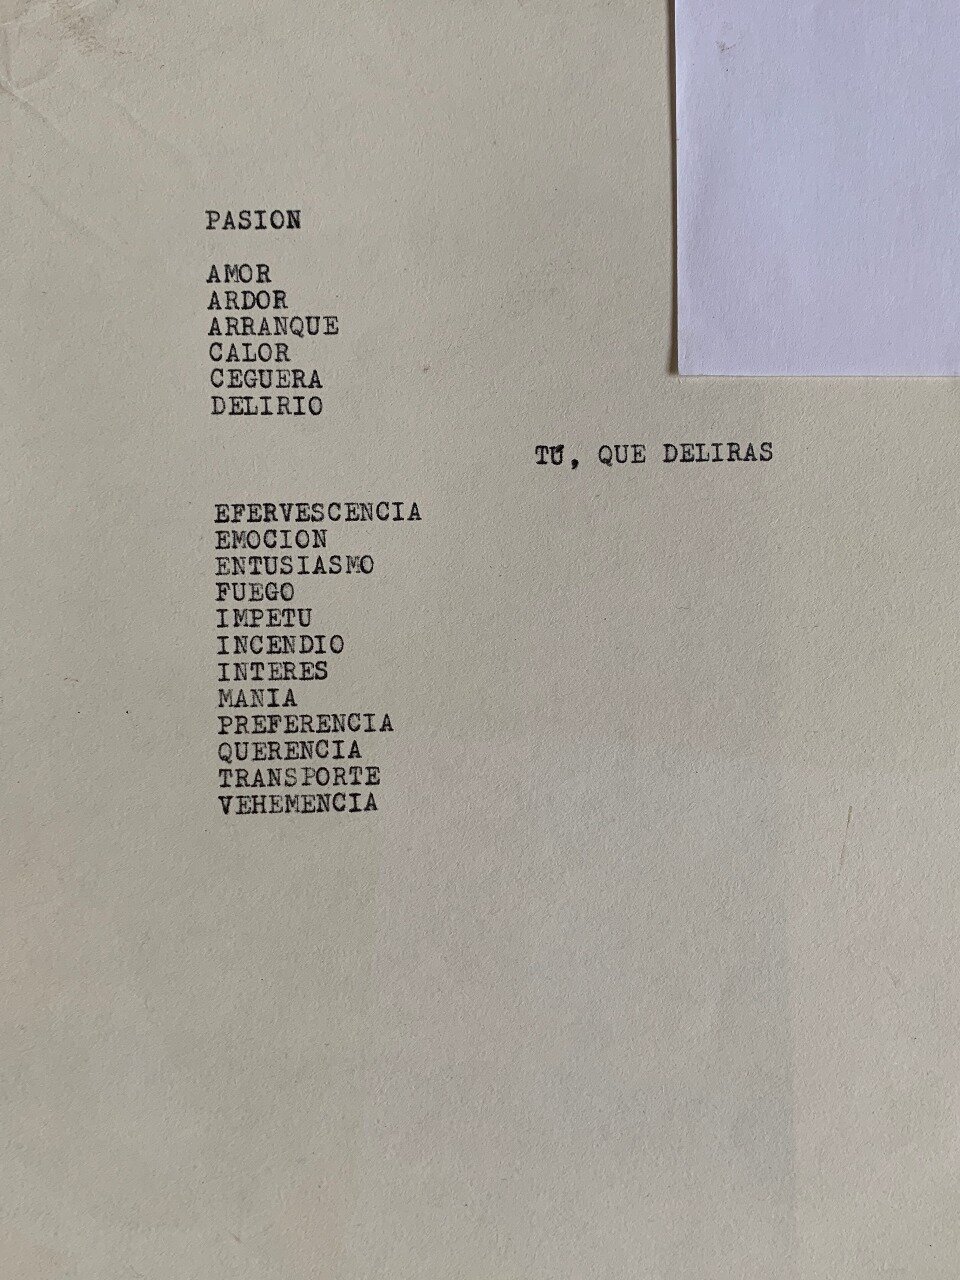 PASION
AMOR
ARDOR
ARRANQUE
CALOR
CEGUERA
DELIRIO
TÚ, QUE DELIRAS
EFERVESCENCIA
EMOCION
ENTUSIASMO
FUEGO
IMPETU
INCENDIO
INTERES
MANIA
PREFERENCIA
QUERENCIA
TRANSPORTE
VEHEMENCIA